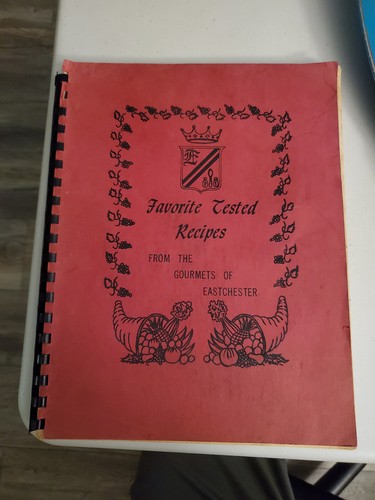 E
Favorite Tested
Recipes
FROM THE
GOURMETS OF
EASTCHESTER